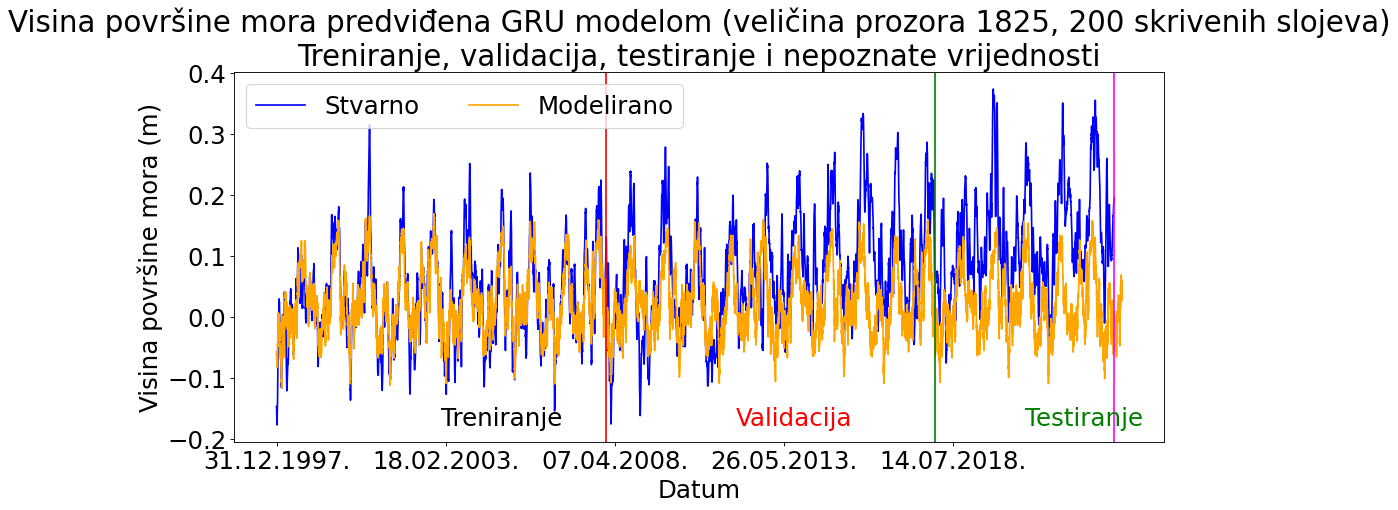 Visina površine mora predviđena GRU modelom (veličina prozora 1825, 200 skrivenih slojeva)
Treniranje, validacija, testiranje i nepoznate vrijednosti
Stvarno Modelirano
Visina površine mora (m)
0.4
0.3
0.2
0.1
0.0
−0.1
−0.2
Treniranje Validacija Testiranje
31.12.1997. 18.02.2003. 07.04.2008. 26.05.2013. 14.07.2018.
Datum